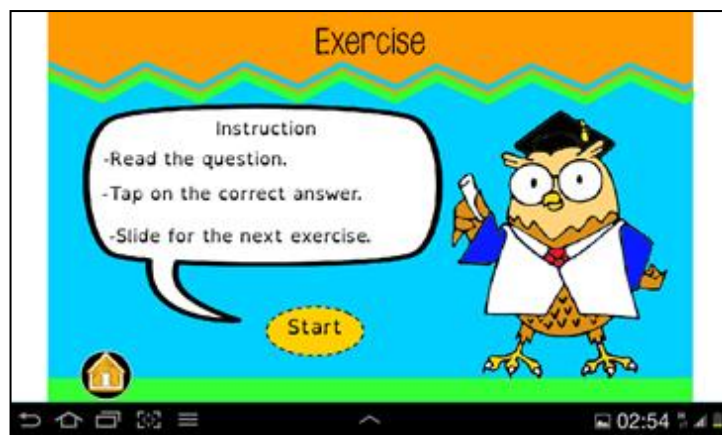 Exercise
Instruction
-Read the question.
-Tap on the correct answer.
-Slide for the next exercise.
Start
02:54